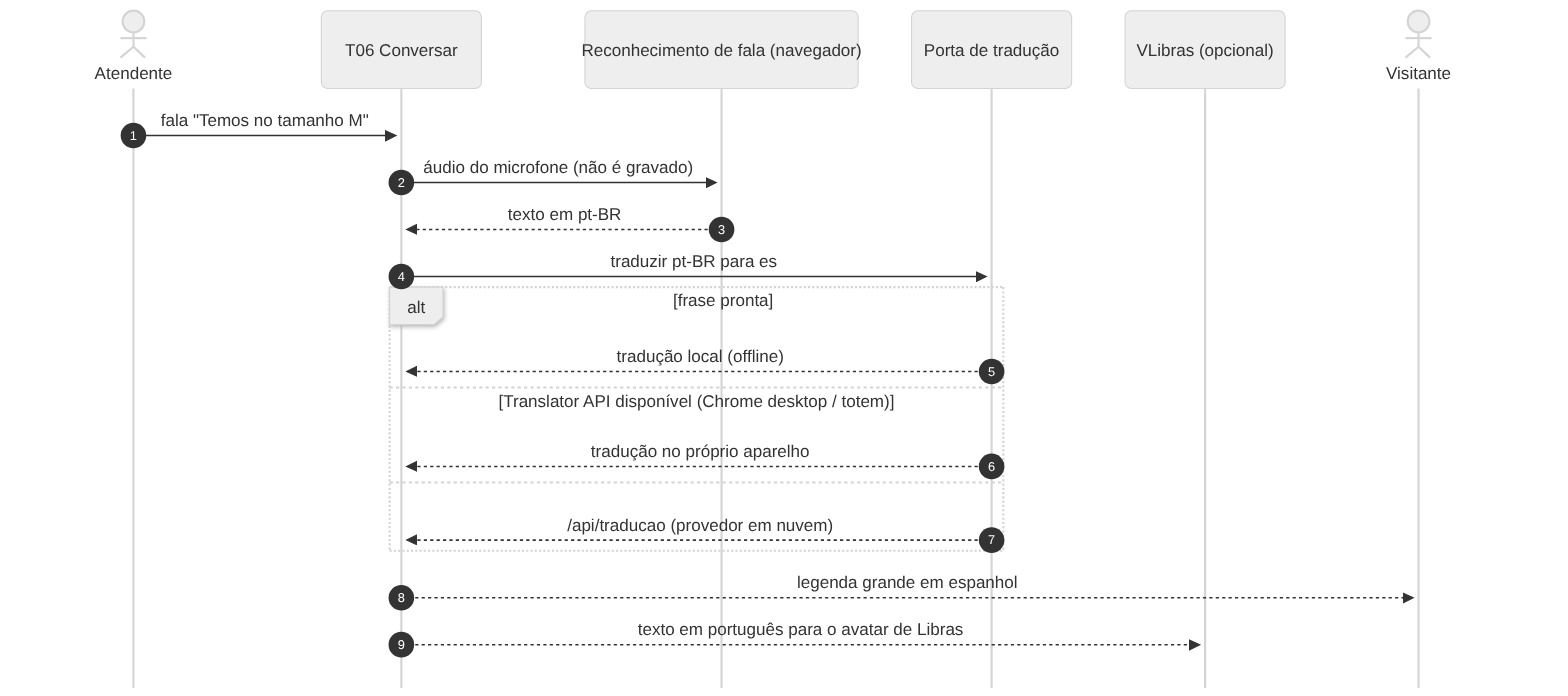 Atendente
T06 Conversar
Reconhecimento de fala (navegador)
Porta de tradução
VLibras (opcional)
Visitante
fala "Temos no tamanho M"
1
áudio do microfone (não é gravado)
2
texto em pt-BR
3
traduzir pt-BR para es
4
alt
[frase pronta]
tradução local (offline)
5
[Translator API disponível (Chrome desktop / totem)]
tradução no próprio aparelho
6
/api/traducao (provedor em nuvem)
7
legenda grande em espanhol
8
texto em português para o avatar de Libras
9